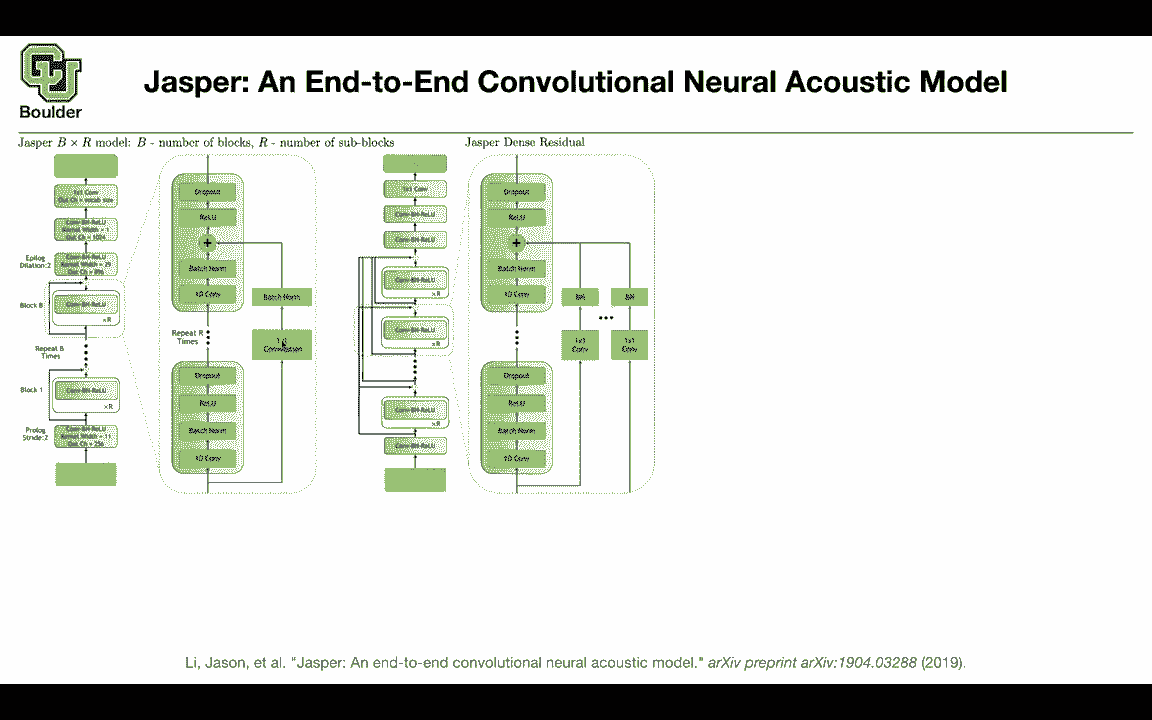 Boulder
Jasper: An End-to-End Convolutional Neural Acoustic Model
Jasper B × R model: B - number of blocks, R - number of sub-blocks
1x1 Conv
Out Ch = vocab size
Conv-BN-ReLU
Kernel Width = 1
Out Ch = 1024
Epilog
Dilation:2
Conv-BN-ReLU
Kernel Width = 29
Out Ch = 896
Block B
Conv-BN-ReLU
×R
Repeat B
Times
Block 1
Conv-BN-ReLU
×R
Prolog
Stride:2
Conv-BN-ReLU
Kernel Width = 11
Out Ch = 256
Dropout
ReLU
+
Batch Norm
1D Conv
Batch Norm
Repeat R
Times
Dropout
ReLU
Batch Norm
1D Conv
Jasper Dense Residual
1x1 Conv
Conv-BN-ReLU
Conv-BN-ReLU
Conv-BN-ReLU
×R
Conv-BN-ReLU
×R
Conv-BN-ReLU
×R
Conv-BN-ReLU
Dropout
ReLU
+
Batch Norm
1D Conv
BN
BN
1x1
Conv
1x1
Conv
Dropout
ReLU
Batch Norm
1D Conv
Li, Jason, et al. "Jasper: An end-to-end convolutional neural acoustic model." arXiv preprint arXiv:1904.03288 (2019).